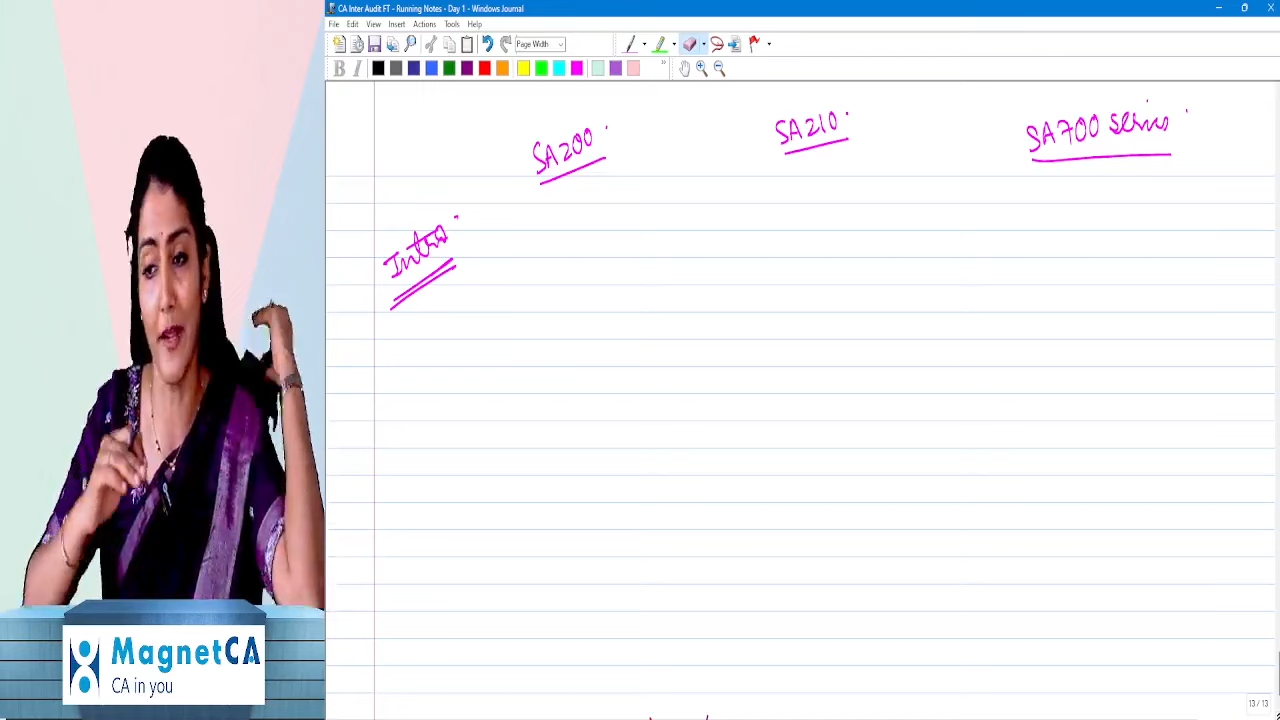 CA Inter Audit FT - Running Notes - Day 1 - Windows Journal
File Edit View Insert Actions Tools Help
Page Width
B I
SA200 SA210 SA700 Series
Intro
MagnetCA
CA in you
13 / 13